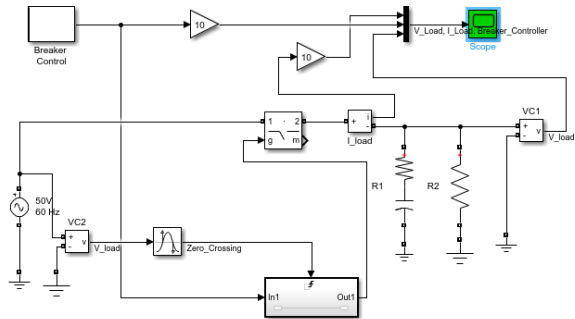 Breaker
Control
10
V_Load, I_Load, Breaker_Controller
Scope
10
VC1
1
2
g
m
+
-
i
I_load
+
-
v
V_load
R1
R2
50V
60 Hz
VC2
+
-
v
V_load
Zero_Crossing
In1
Out1